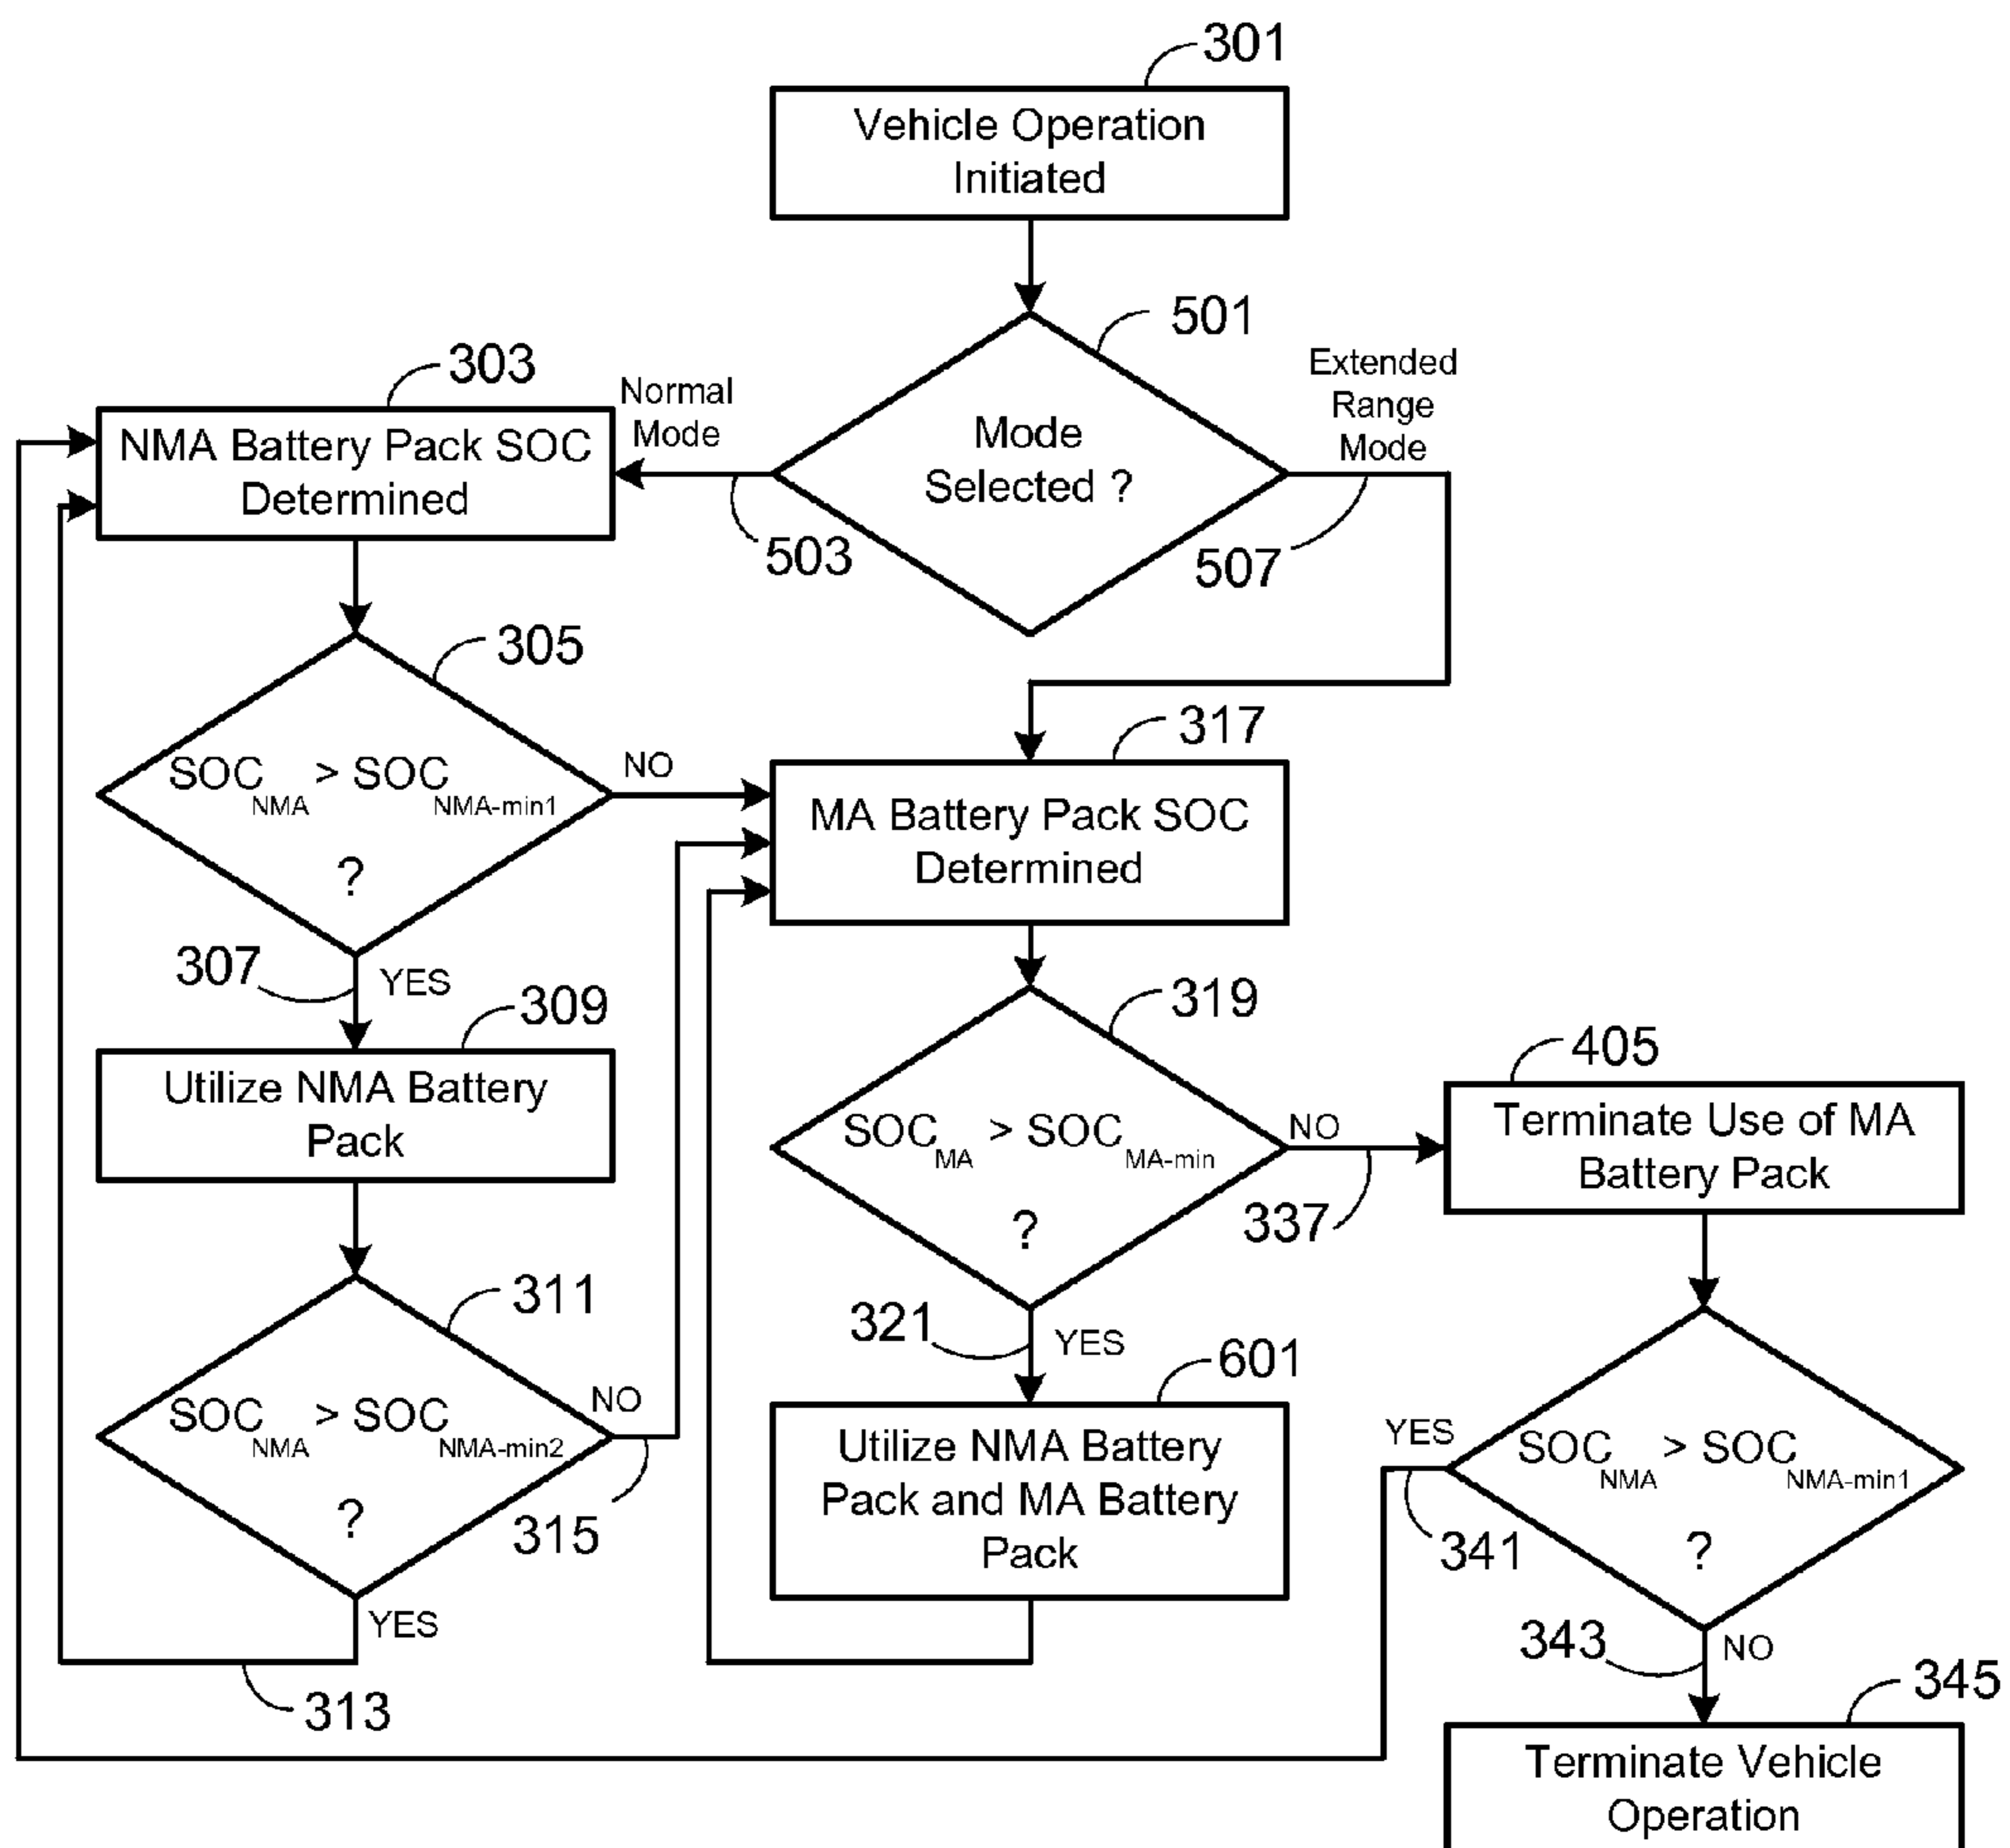 301
Vehicle Operation
Initiated
501
Mode
Selected ?
Normal
Mode
503
Extended
Range
Mode
507
303
NMA Battery Pack SOC
Determined
305
SOC NMA > SOC NMA-min1
?
NO
307
YES
309
Utilize NMA Battery
Pack
311
SOC NMA > SOC NMA-min2
?
NO
315
YES
313
317
MA Battery Pack SOC
Determined
319
SOC MA > SOC MA-min
?
NO
337
321
YES
601
Utilize NMA Battery
Pack and MA Battery
Pack
405
Terminate Use of MA
Battery Pack
YES
SOC NMA > SOC NMA-min1
?
341
343
NO
345
Terminate Vehicle
Operation